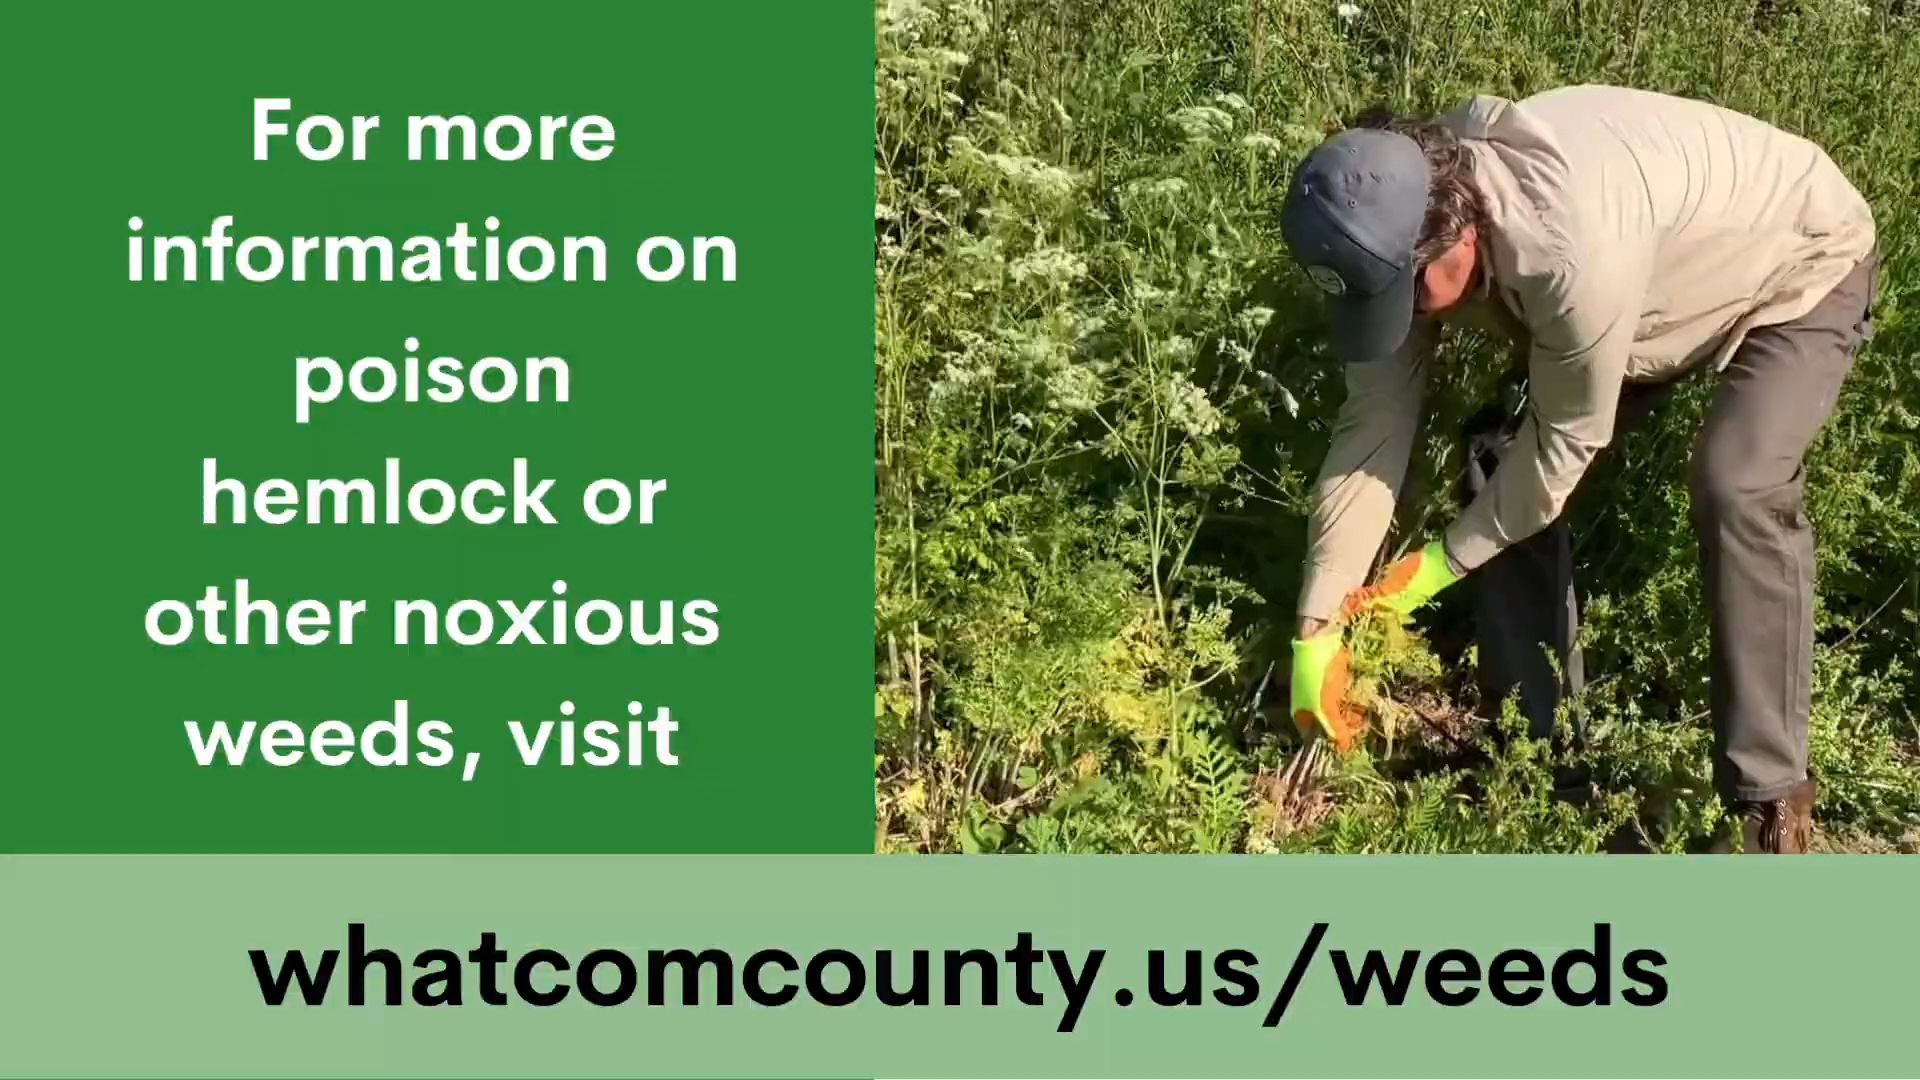 For more
information on
poison
hemlock or
other noxious
weeds, visit
whatcomcounty.us/weeds